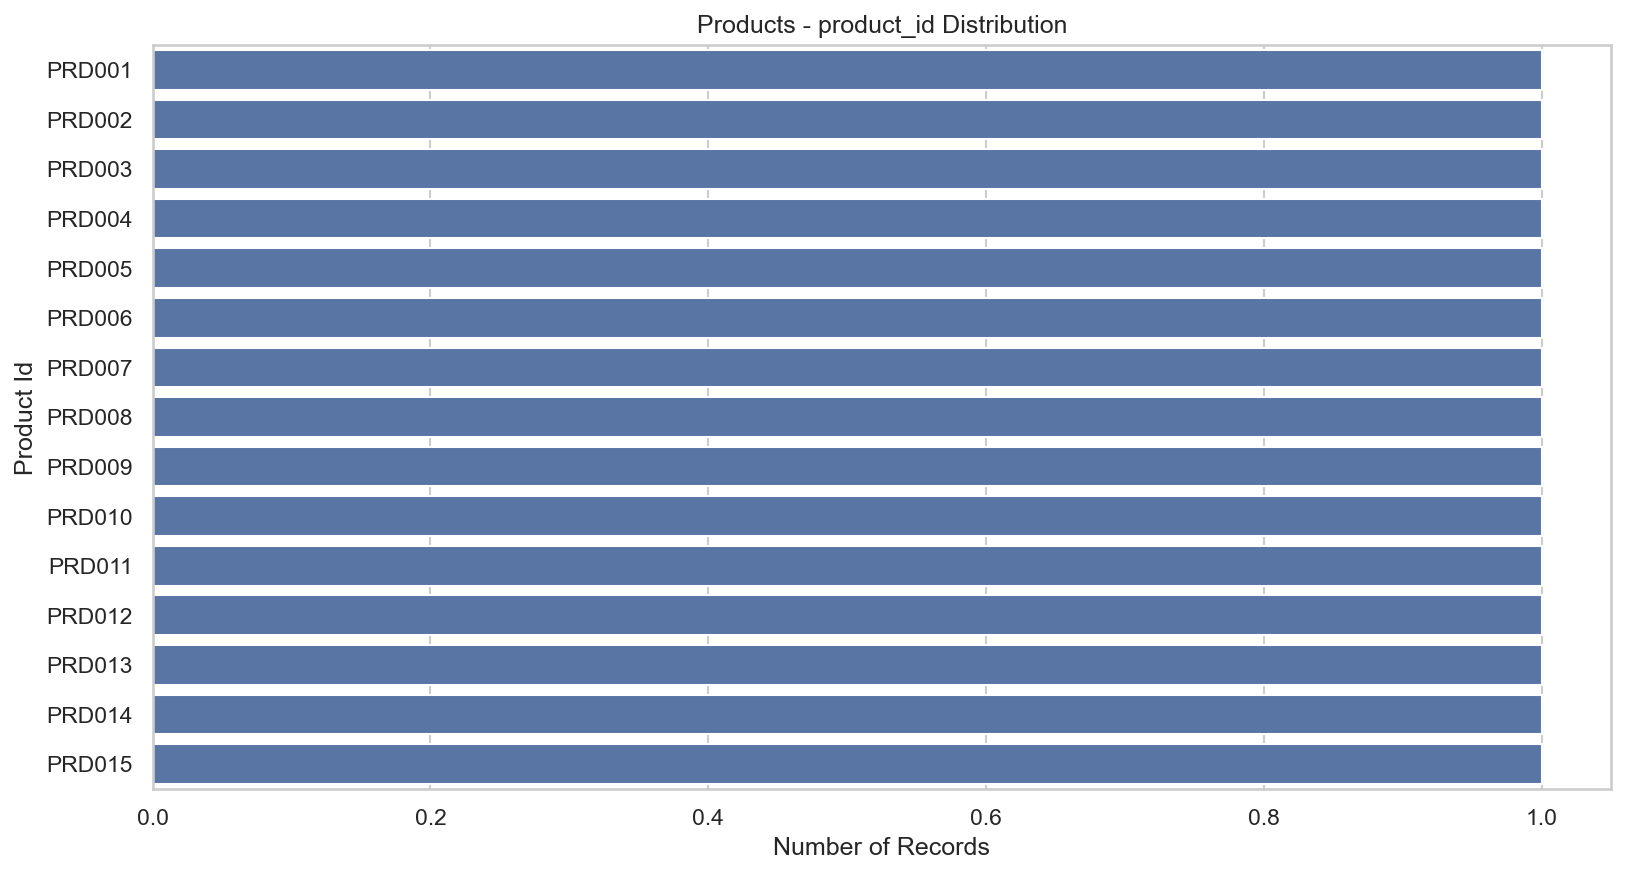 Products - product_id Distribution
Product Id
PRD001
PRD002
PRD003
PRD004
PRD005
PRD006
PRD007
PRD008
PRD009
PRD010
PRD011
PRD012
PRD013
PRD014
PRD015
0.0 0.2 0.4 0.6 0.8 1.0
Number of Records